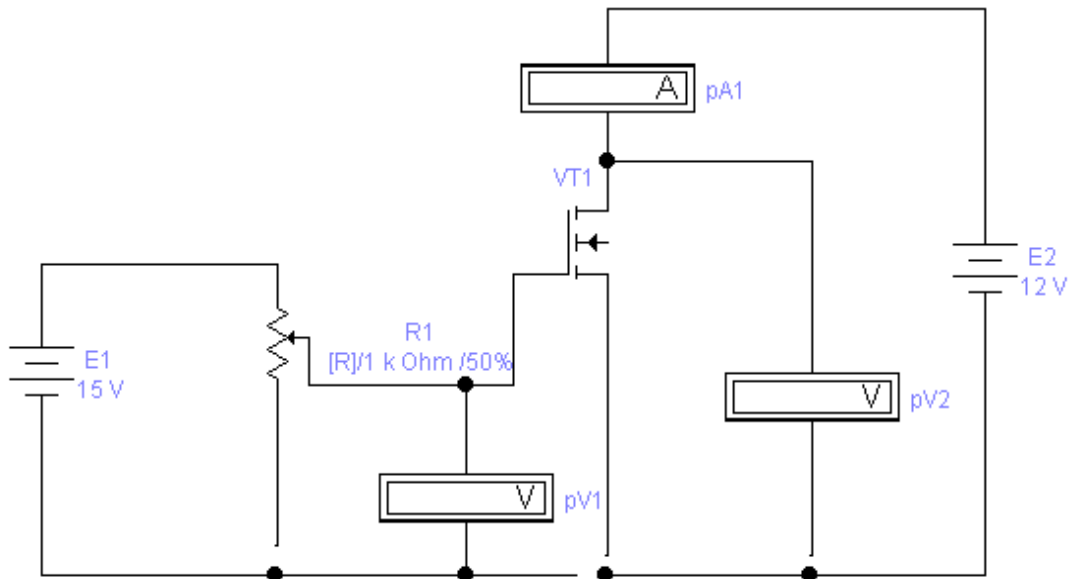 A
pA1
VT1
E2
12 V
R1
[R]/1 k Ohm /50%
E1
15 V
V
pV2
V
pV1